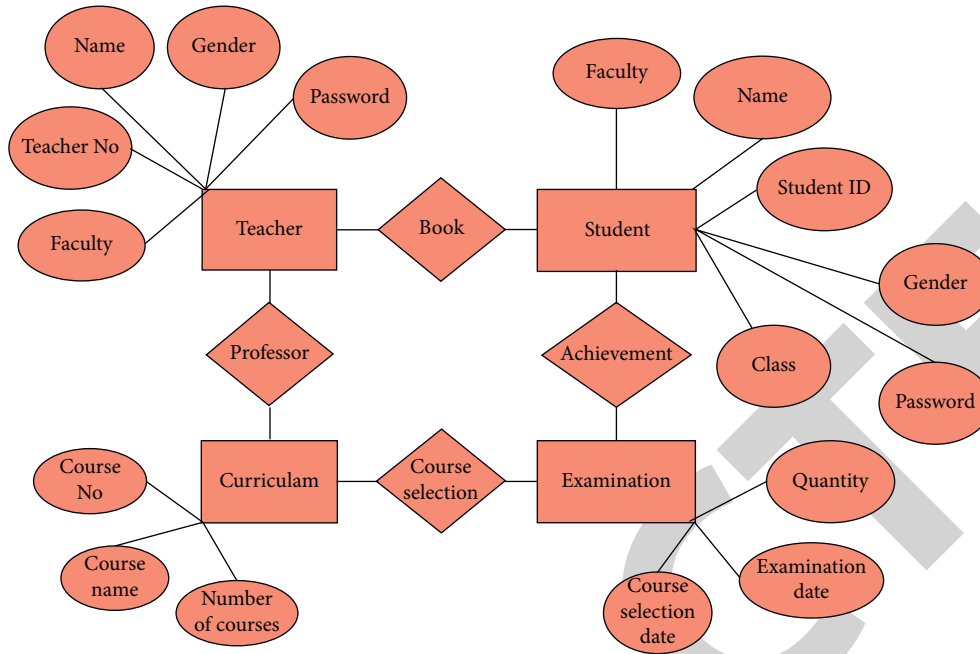 Name
Gender
Password
Teacher No
Faculty
Teacher
Book
Faculty
Name
Student ID
Student
Gender
Password
Class
Professor
Achievement
Curriculam
Course
selection
Examination
Course
No
Course
name
Number
of courses
Quantity
Examination
date
Course
selection
date